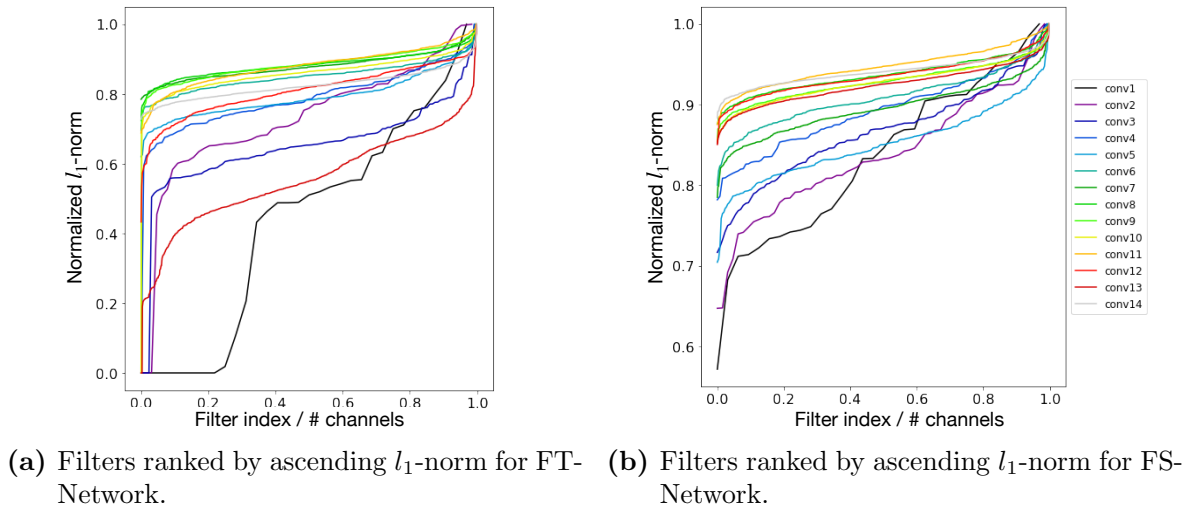 1.0
0.8
0.6
0.4
0.2
0.0
Normalized l₁-norm
0.0 0.2 0.4 0.6 0.8 1.0
Filter index / # channels
1.0
0.9
0.8
0.7
0.6
Normalized l₁-norm
0.0 0.2 0.4 0.6 0.8 1.0
Filter index / # channels
conv1
conv2
conv3
conv4
conv5
conv6
conv7
conv8
conv9
conv10
conv11
conv12
conv13
conv14
(a) Filters ranked by ascending l₁-norm for FT-
Network.
(b) Filters ranked by ascending l₁-norm for FS-
Network.